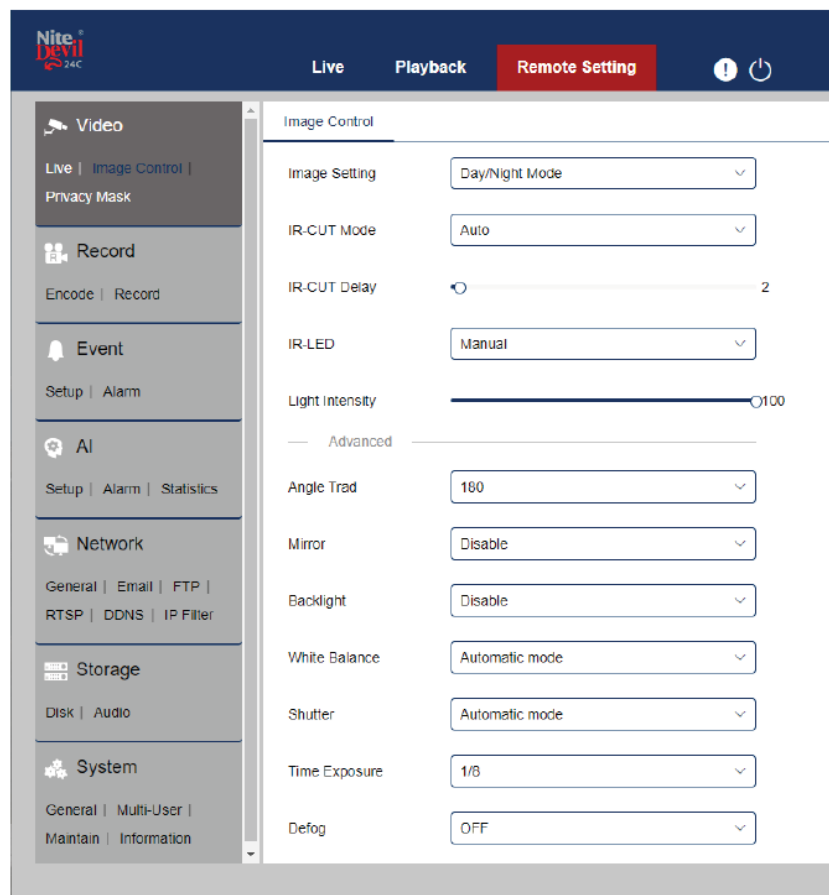 Nite
Devil
24C
Live Playback Remote Setting
Video
Live | Image Control |
Privacy Mask
Record
Encode | Record
Event
Setup | Alarm
AI
Setup | Alarm | Statistics
Network
General | Email | FTP |
RTSP | DDNS | IP Filter
Storage
Disk | Audio
System
General | Multi-User |
Maintain | Information
Image Control
Image Setting Day/Night Mode
IR-CUT Mode Auto
IR-CUT Delay 2
IR-LED Manual
Light Intensity 100
Advanced
Angle Trad 180
Mirror Disable
Backlight Disable
White Balance Automatic mode
Shutter Automatic mode
Time Exposure 1/8
Defog OFF